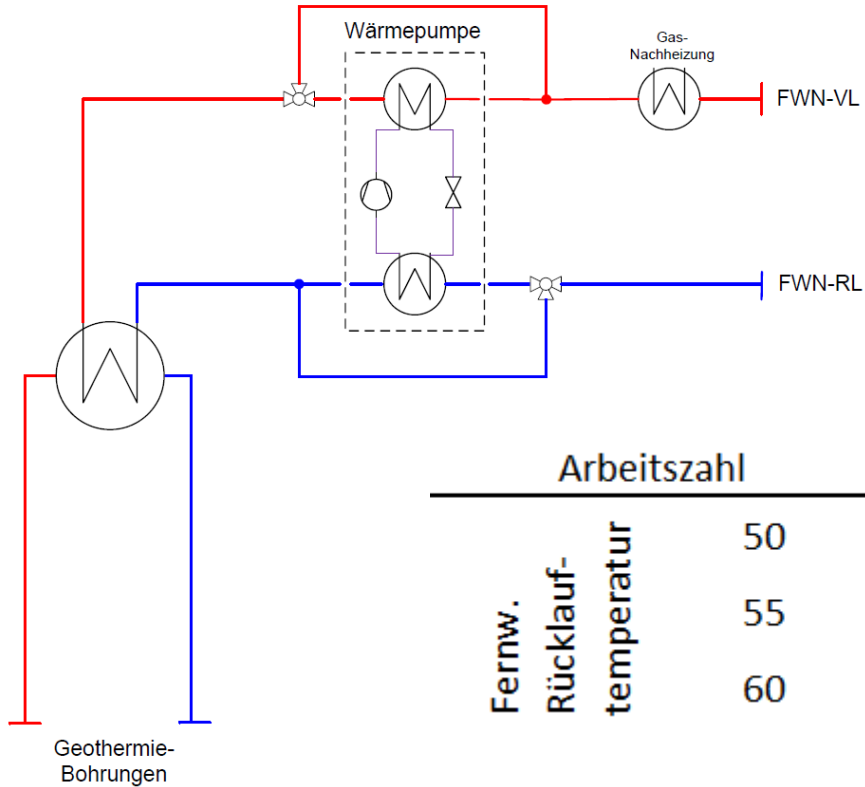 Wärmepumpe
Gas-
Nachheizung
FWN-VL
FWN-RL
Geothermie-
Bohrungen
Arbeitszahl
Fernw.
Rücklauf-
temperatur
50
55
60